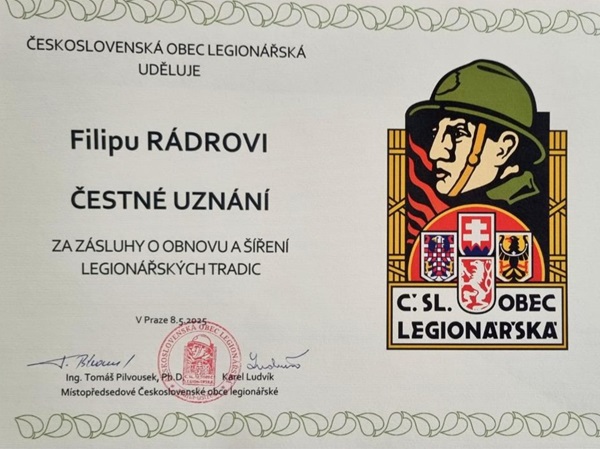 ČESKOSLOVENSKÁ OBEC LEGIONÁŘSKÁ
UDĚLUJE
Filipu RÁDROVI
ČESTNÉ UZNÁNÍ
ZA ZÁSLUHY O OBNOVU A ŠÍŘENÍ
LEGIONÁŘSKÝCH TRADIC
V Praze 8.5.2025
Ing. Tomáš Pilvousek, Ph.D.
Karel Ludvík
Místopředsedové Československé obce legionářské
Č. SL. OBEC
LEGIONÁŘSKÁ
ČESKOSLOVENSKÁ OBEC LEGIONÁŘSKÁ